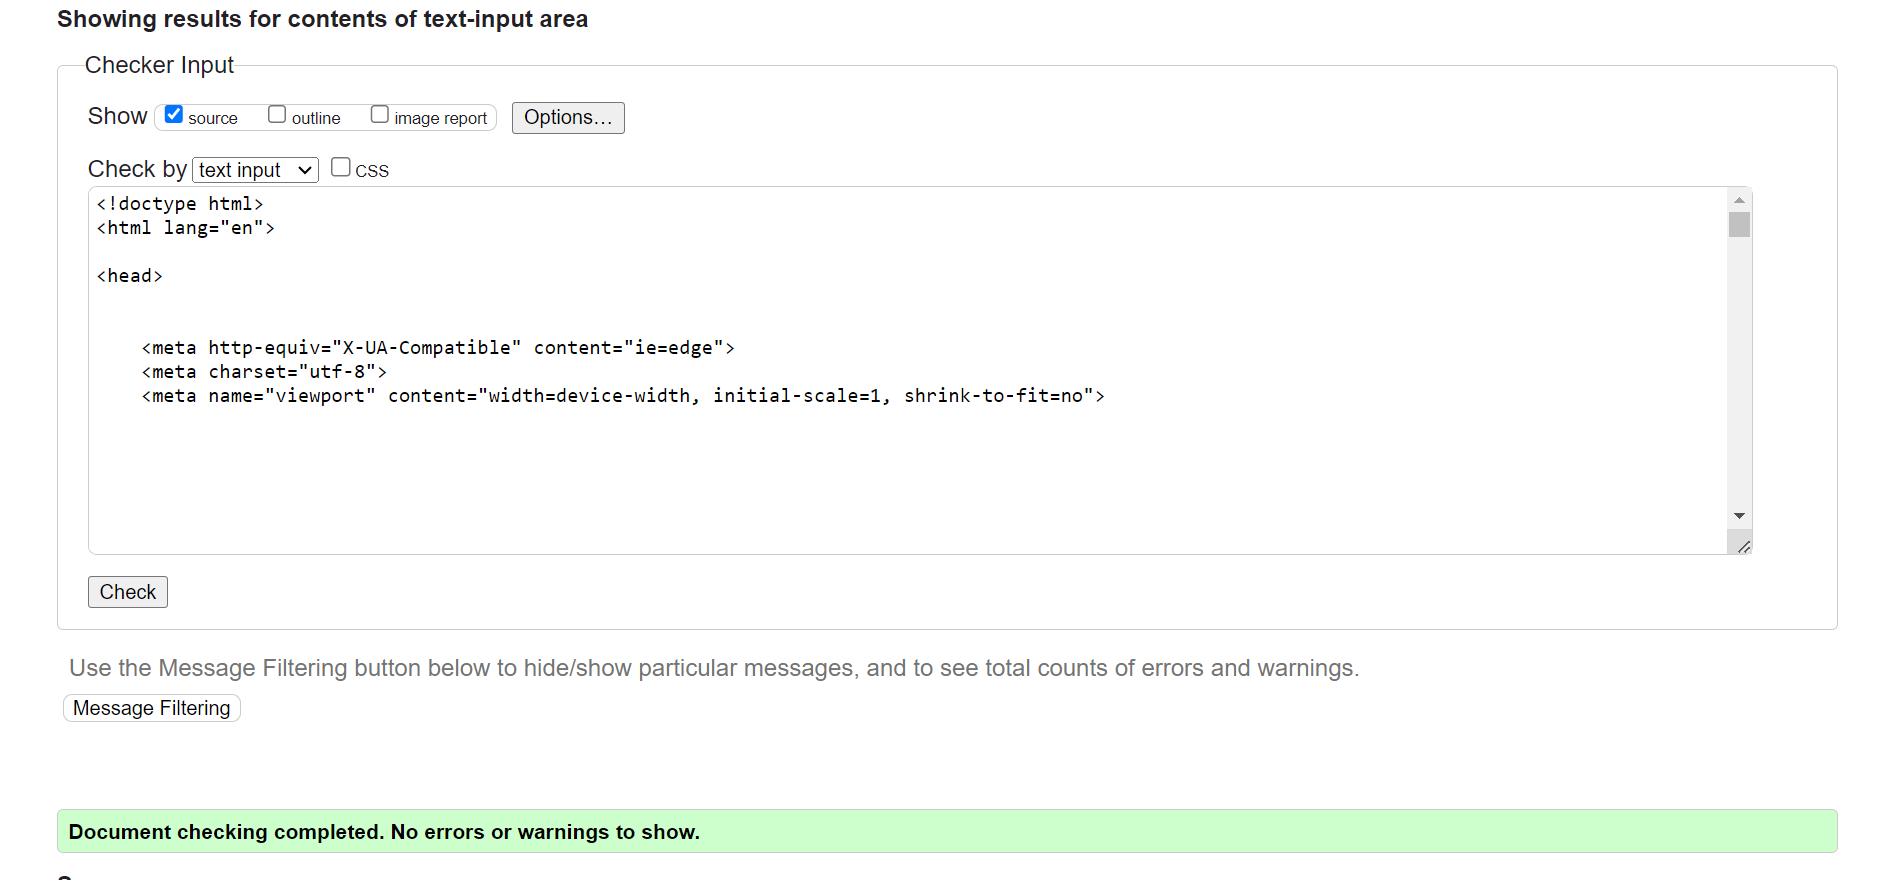 Showing results for contents of text-input area
Checker Input
Show source outline image report Options...
Check by text input CSS
<!doctype html>
<html lang="en">
<head>
<meta http-equiv="X-UA-Compatible" content="ie=edge">
<meta charset="utf-8">
<meta name="viewport" content="width=device-width, initial-scale=1, shrink-to-fit=no">
Check
Use the Message Filtering button below to hide/show particular messages, and to see total counts of errors and warnings.
Message Filtering
Document checking completed. No errors or warnings to show.